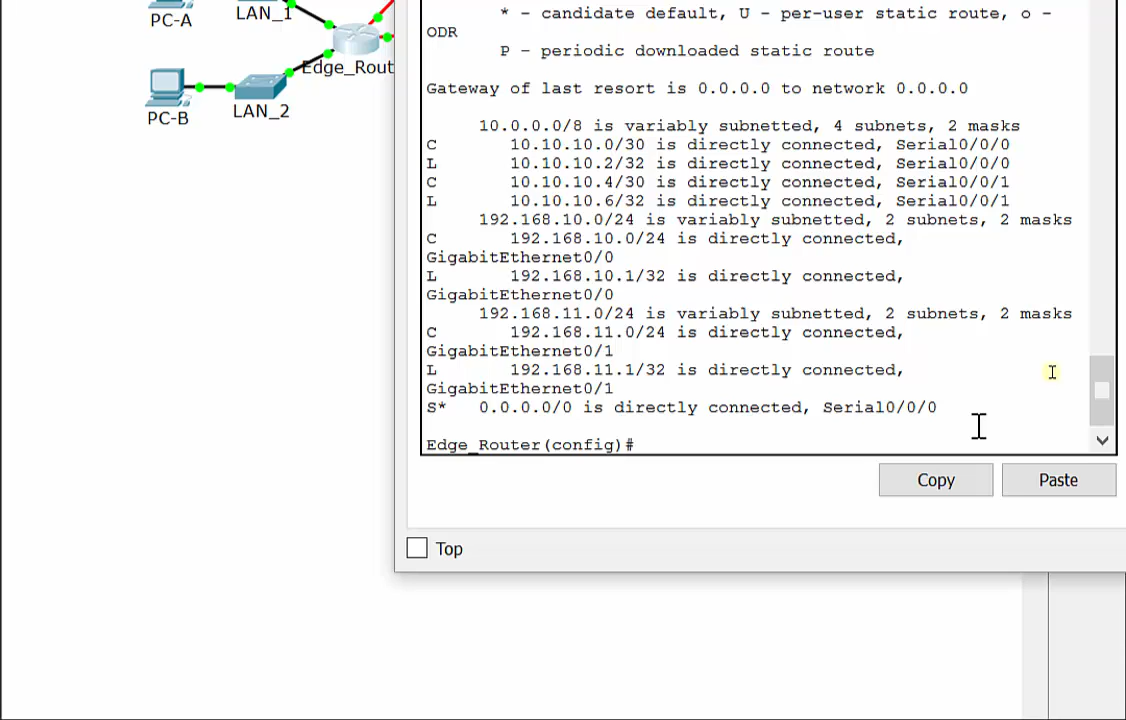 PC-A
LAN_1
Edge_Rout
PC-B
LAN_2
* - candidate default, U - per-user static route, o -
ODR
P - periodic downloaded static route
Gateway of last resort is 0.0.0.0 to network 0.0.0.0
10.0.0.0/8 is variably subnetted, 4 subnets, 2 masks
C 10.10.10.0/30 is directly connected, Serial0/0/0
L 10.10.10.2/32 is directly connected, Serial0/0/0
C 10.10.10.4/30 is directly connected, Serial0/0/1
L 10.10.10.6/32 is directly connected, Serial0/0/1
192.168.10.0/24 is variably subnetted, 2 subnets, 2 masks
C 192.168.10.0/24 is directly connected,
GigabitEthernet0/0
L 192.168.10.1/32 is directly connected,
GigabitEthernet0/0
192.168.11.0/24 is variably subnetted, 2 subnets, 2 masks
C 192.168.11.0/24 is directly connected,
GigabitEthernet0/1
L 192.168.11.1/32 is directly connected,
GigabitEthernet0/1
S* 0.0.0.0/0 is directly connected, Serial0/0/0
Edge_Router(config)#
Copy
Paste
Top